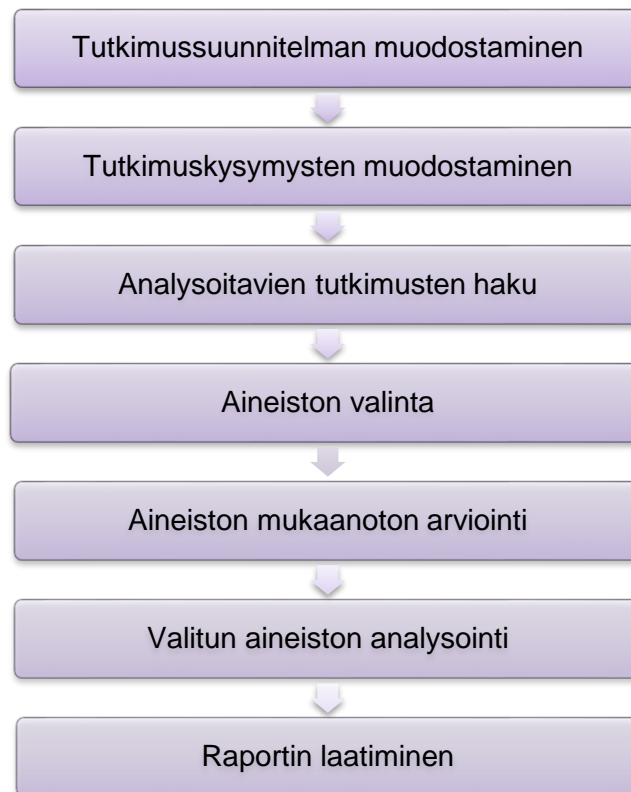 Tutkimussuunnitelman muodostaminen
Tutkimuskysymysten muodostaminen
Analysoitavien tutkimusten haku
Aineiston valinta
Aineiston mukaanoton arviointi
Valitun aineiston analysointi
Raportin laatiminen